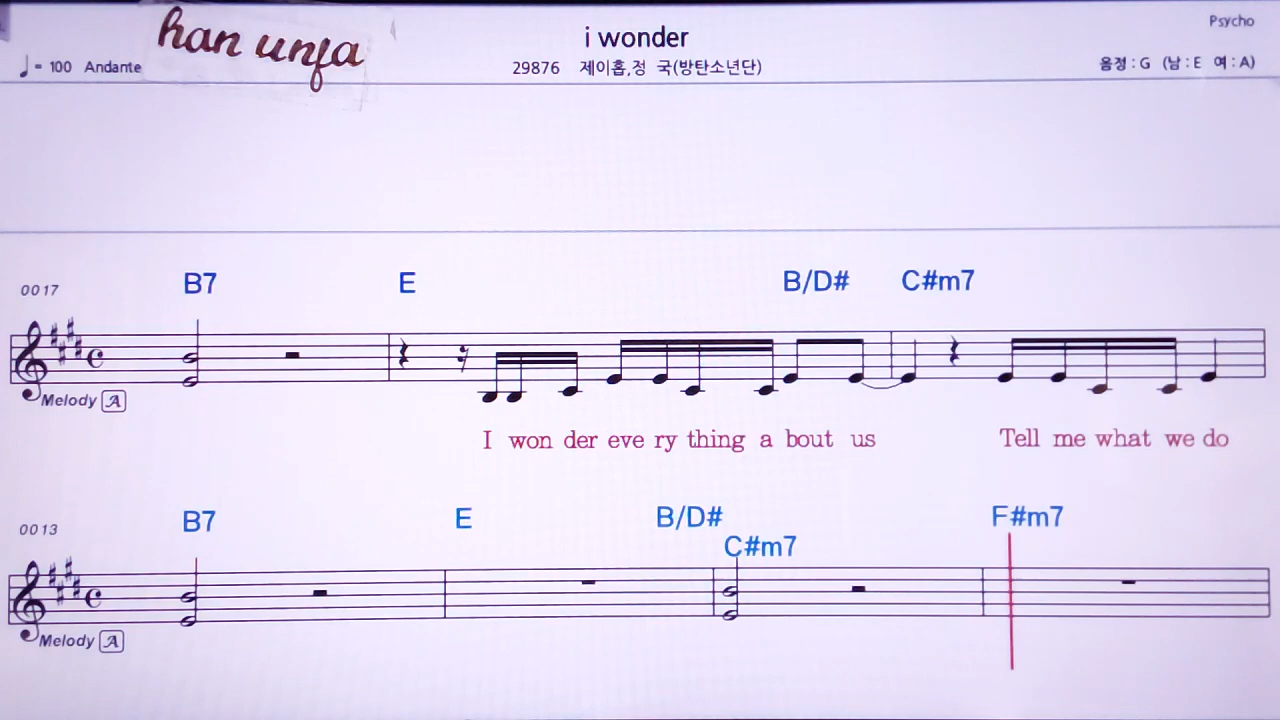 han unfa
i wonder
Psycho
♩= 100 Andante
29876 제이홉,정 국(방탄소년단)
음정:G (남:E 여:A)
0017 B7 E B/D# C#m7
Melody A
I won der eve ry thing a bout us Tell me what we do
0013 B7 E B/D# C#m7 F#m7
Melody A